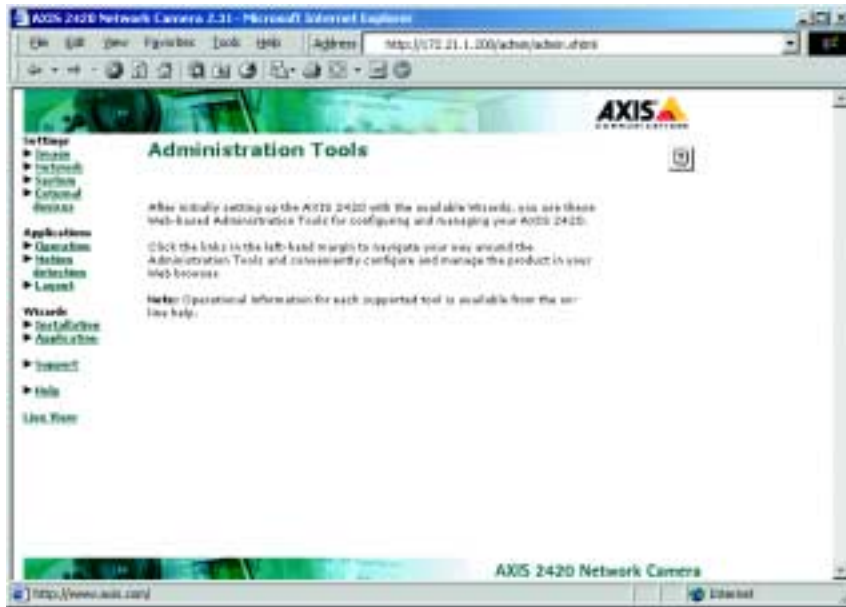 AXIS 2420 Network Camera 2.31 - Microsoft Internet Explorer
File Edit View Favorites Tools Help Address http://172.21.1.200/admin/admin.shtml
AXIS
COMMUNICATIONS
Settings
Image
Network
System
External
devices
Applications
Operation
Motion
detection
Layout
Wizards
Installation
Application
Support
Help
Live View
Administration Tools
After initially setting up the AXIS 2420 with the available Wizards, you use these
Web-based Administration Tools for configuring and managing your AXIS 2420.
Click the links in the left-hand margin to navigate your way around the
Administration Tools and conveniently configure and manage the product in your
Web browser.
Note: Operational information for each supported tool is available from the on-
line help.
AXIS 2420 Network Camera
http://www.axis.com/ Internet